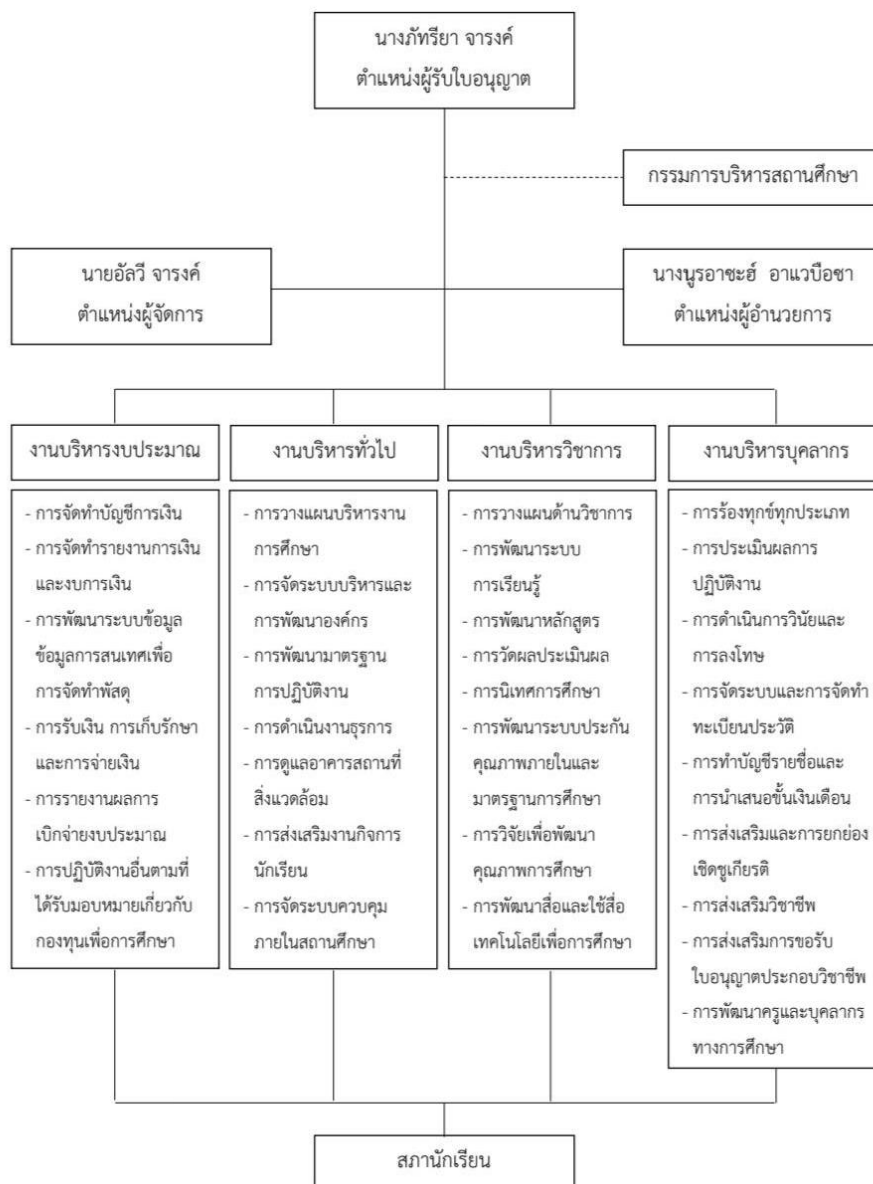 นางภัทรียา จารงค์
ตำแหน่งผู้รับใบอนุญาต
กรรมการบริหารสถานศึกษา
นายอัลวี จารงค์
ตำแหน่งผู้จัดการ
นางนูรอาซะฮ์ อาแวบือซา
ตำแหน่งผู้อำนวยการ
งานบริหารงบประมาณ
- การจัดทำบัญชีการเงิน
- การจัดทำรายงานการเงิน
และงบการเงิน
- การพัฒนาระบบข้อมูล
ข้อมูลการสนเทศเพื่อ
การจัดทำพัสดุ
- การรับเงิน การเก็บรักษา
และการจ่ายเงิน
- การรายงานผลการ
เบิกจ่ายงบประมาณ
- การปฏิบัติงานอื่นตามที่
ได้รับมอบหมายเกี่ยวกับ
กองทุนเพื่อการศึกษา
งานบริหารทั่วไป
- การวางแผนบริหารงาน
การศึกษา
- การจัดระบบบริหารและ
การพัฒนาองค์กร
- การพัฒนามาตรฐาน
การปฏิบัติงาน
- การดำเนินงานธุรการ
- การดูแลอาคารสถานที่
สิ่งแวดล้อม
- การส่งเสริมงานกิจการ
นักเรียน
- การจัดระบบควบคุม
ภายในสถานศึกษา
งานบริหารวิชาการ
- การวางแผนด้านวิชาการ
- การพัฒนาระบบ
การเรียนรู้
- การพัฒนาหลักสูตร
- การวัดผลประเมินผล
- การนิเทศการศึกษา
- การพัฒนาระบบประกัน
คุณภาพภายในและ
มาตรฐานการศึกษา
- การวิจัยเพื่อพัฒนา
คุณภาพการศึกษา
- การพัฒนาสื่อและใช้สื่อ
เทคโนโลยีเพื่อการศึกษา
งานบริหารบุคลากร
- การร้องทุกข์ทุกประเภท
- การประเมินผลการ
ปฏิบัติงาน
- การดำเนินการวินัยและ
การลงโทษ
- การจัดระบบและการจัดทำ
ทะเบียนประวัติ
- การทำบัญชีรายชื่อและ
การนำเสนอขั้นเงินเดือน
- การส่งเสริมและการยกย่อง
เชิดชูเกียรติ
- การส่งเสริมวิชาชีพ
- การส่งเสริมการขอรับ
ใบอนุญาตประกอบวิชาชีพ
- การพัฒนาครูและบุคลากร
ทางการศึกษา
สภานักเรียน